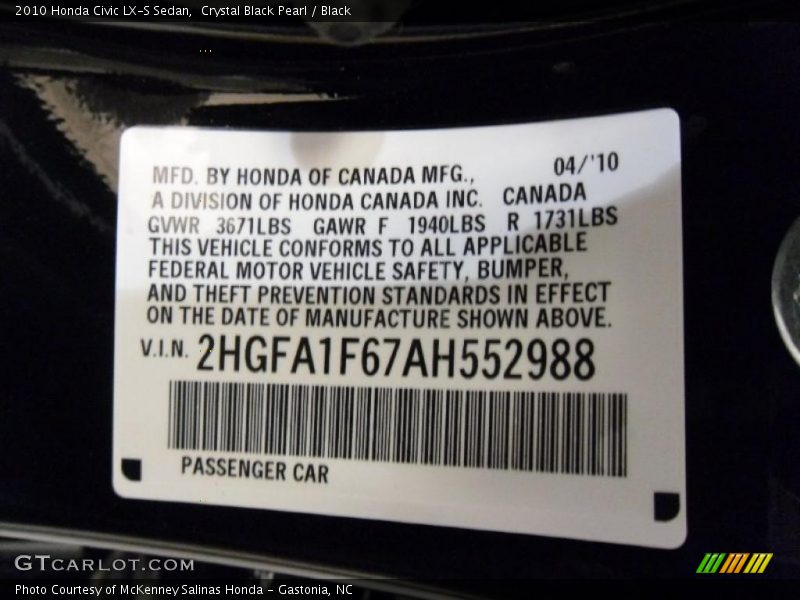 2010 Honda Civic LX-S Sedan, Crystal Black Pearl / Black
MFD. BY HONDA OF CANADA MFG., 04/'10
A DIVISION OF HONDA CANADA INC. CANADA
GVWR 3671LBS GAWR F 1940LBS R 1731LBS
THIS VEHICLE CONFORMS TO ALL APPLICABLE
FEDERAL MOTOR VEHICLE SAFETY, BUMPER,
AND THEFT PREVENTION STANDARDS IN EFFECT
ON THE DATE OF MANUFACTURE SHOWN ABOVE.
V.I.N. 2HGFA1F67AH552988
PASSENGER CAR
GTCARLOT.COM
Photo Courtesy of McKenney Salinas Honda - Gastonia, NC